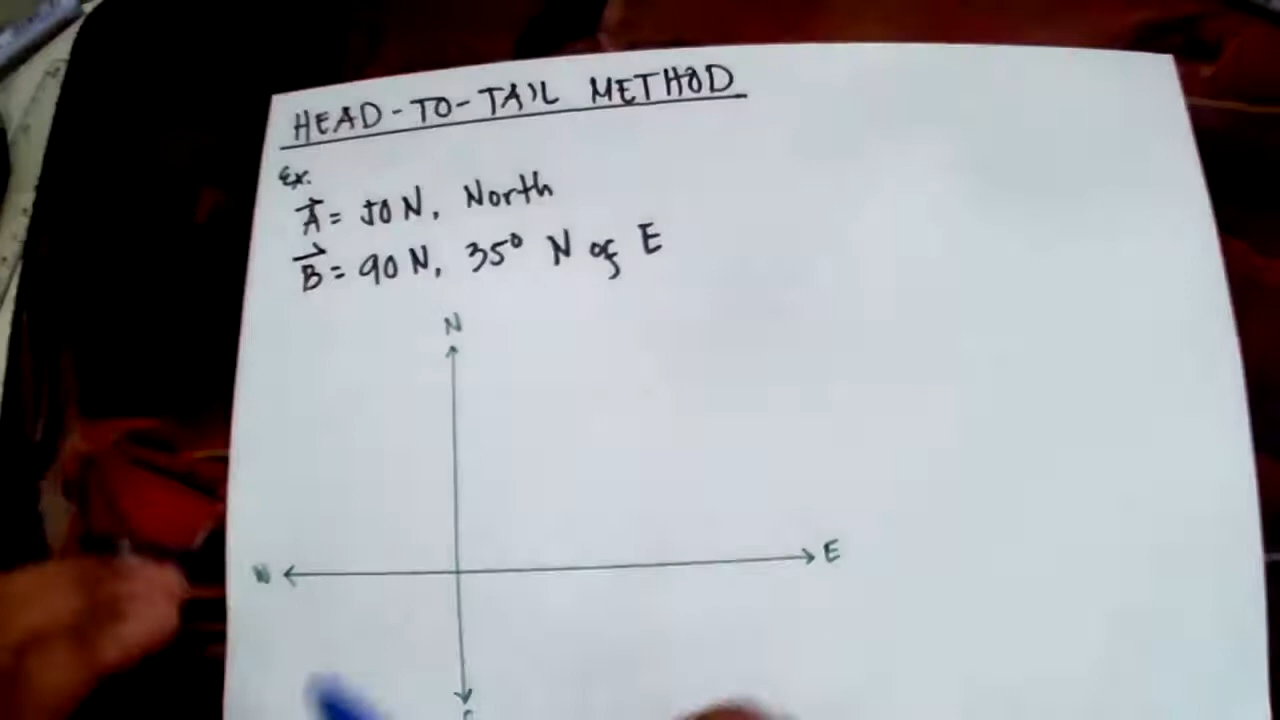 HEAD-TO-TAIL METHOD
Ex.
A⃗ = 50 N, North
B⃗ = 90 N, 35° N of E
N
W E